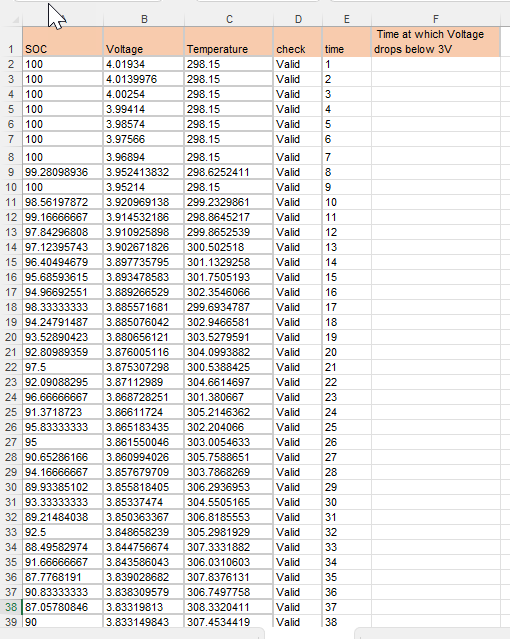 A B C D E F
Time at which Voltage
1 SOC Voltage Temperature check time drops below 3V
2 100 4.01934 298.15 Valid 1
3 100 4.0139976 298.15 Valid 2
4 100 4.00254 298.15 Valid 3
5 100 3.99414 298.15 Valid 4
6 100 3.98574 298.15 Valid 5
7 100 3.97566 298.15 Valid 6
8 100 3.96894 298.15 Valid 7
9 99.28098936 3.952413832 298.6252411 Valid 8
10 100 3.95214 298.15 Valid 9
11 98.56197872 3.920969138 299.2339861 Valid 10
12 99.16666667 3.914532186 298.8645217 Valid 11
13 97.84296808 3.910925898 299.8652539 Valid 12
14 97.12395743 3.902671826 300.502518 Valid 13
15 96.40494679 3.897735795 301.1329258 Valid 14
16 95.68593615 3.893478583 301.7505193 Valid 15
17 94.96692551 3.889266529 302.3546066 Valid 16
18 98.33333333 3.885571681 299.6934787 Valid 17
19 94.24791487 3.885076042 302.9466581 Valid 18
20 93.52890423 3.880656121 303.5279591 Valid 19
21 92.80989359 3.876005116 304.0993882 Valid 20
22 97.5 3.875307298 300.5388425 Valid 21
23 92.09088295 3.87112989 304.6614697 Valid 22
24 96.66666667 3.868728251 301.380667 Valid 23
25 91.3718723 3.86611724 305.2146362 Valid 24
26 95.83333333 3.865183435 302.204066 Valid 25
27 95 3.861550046 303.0054633 Valid 26
28 90.65286166 3.860994026 305.7588651 Valid 27
29 94.16666667 3.857679709 303.7868269 Valid 28
30 89.93385102 3.855818405 306.2936953 Valid 29
31 93.33333333 3.85337474 304.5505165 Valid 30
32 89.21484038 3.850363367 306.8185553 Valid 31
33 92.5 3.848658239 305.2981929 Valid 32
34 88.49582974 3.844756674 307.3331882 Valid 33
35 91.66666667 3.843586043 306.0310603 Valid 34
36 87.7768191 3.839028682 307.8376131 Valid 35
37 90.83333333 3.838309579 306.7497758 Valid 36
38 87.05780846 3.83319813 308.3320411 Valid 37
39 90 3.833149843 307.4534419 Valid 38